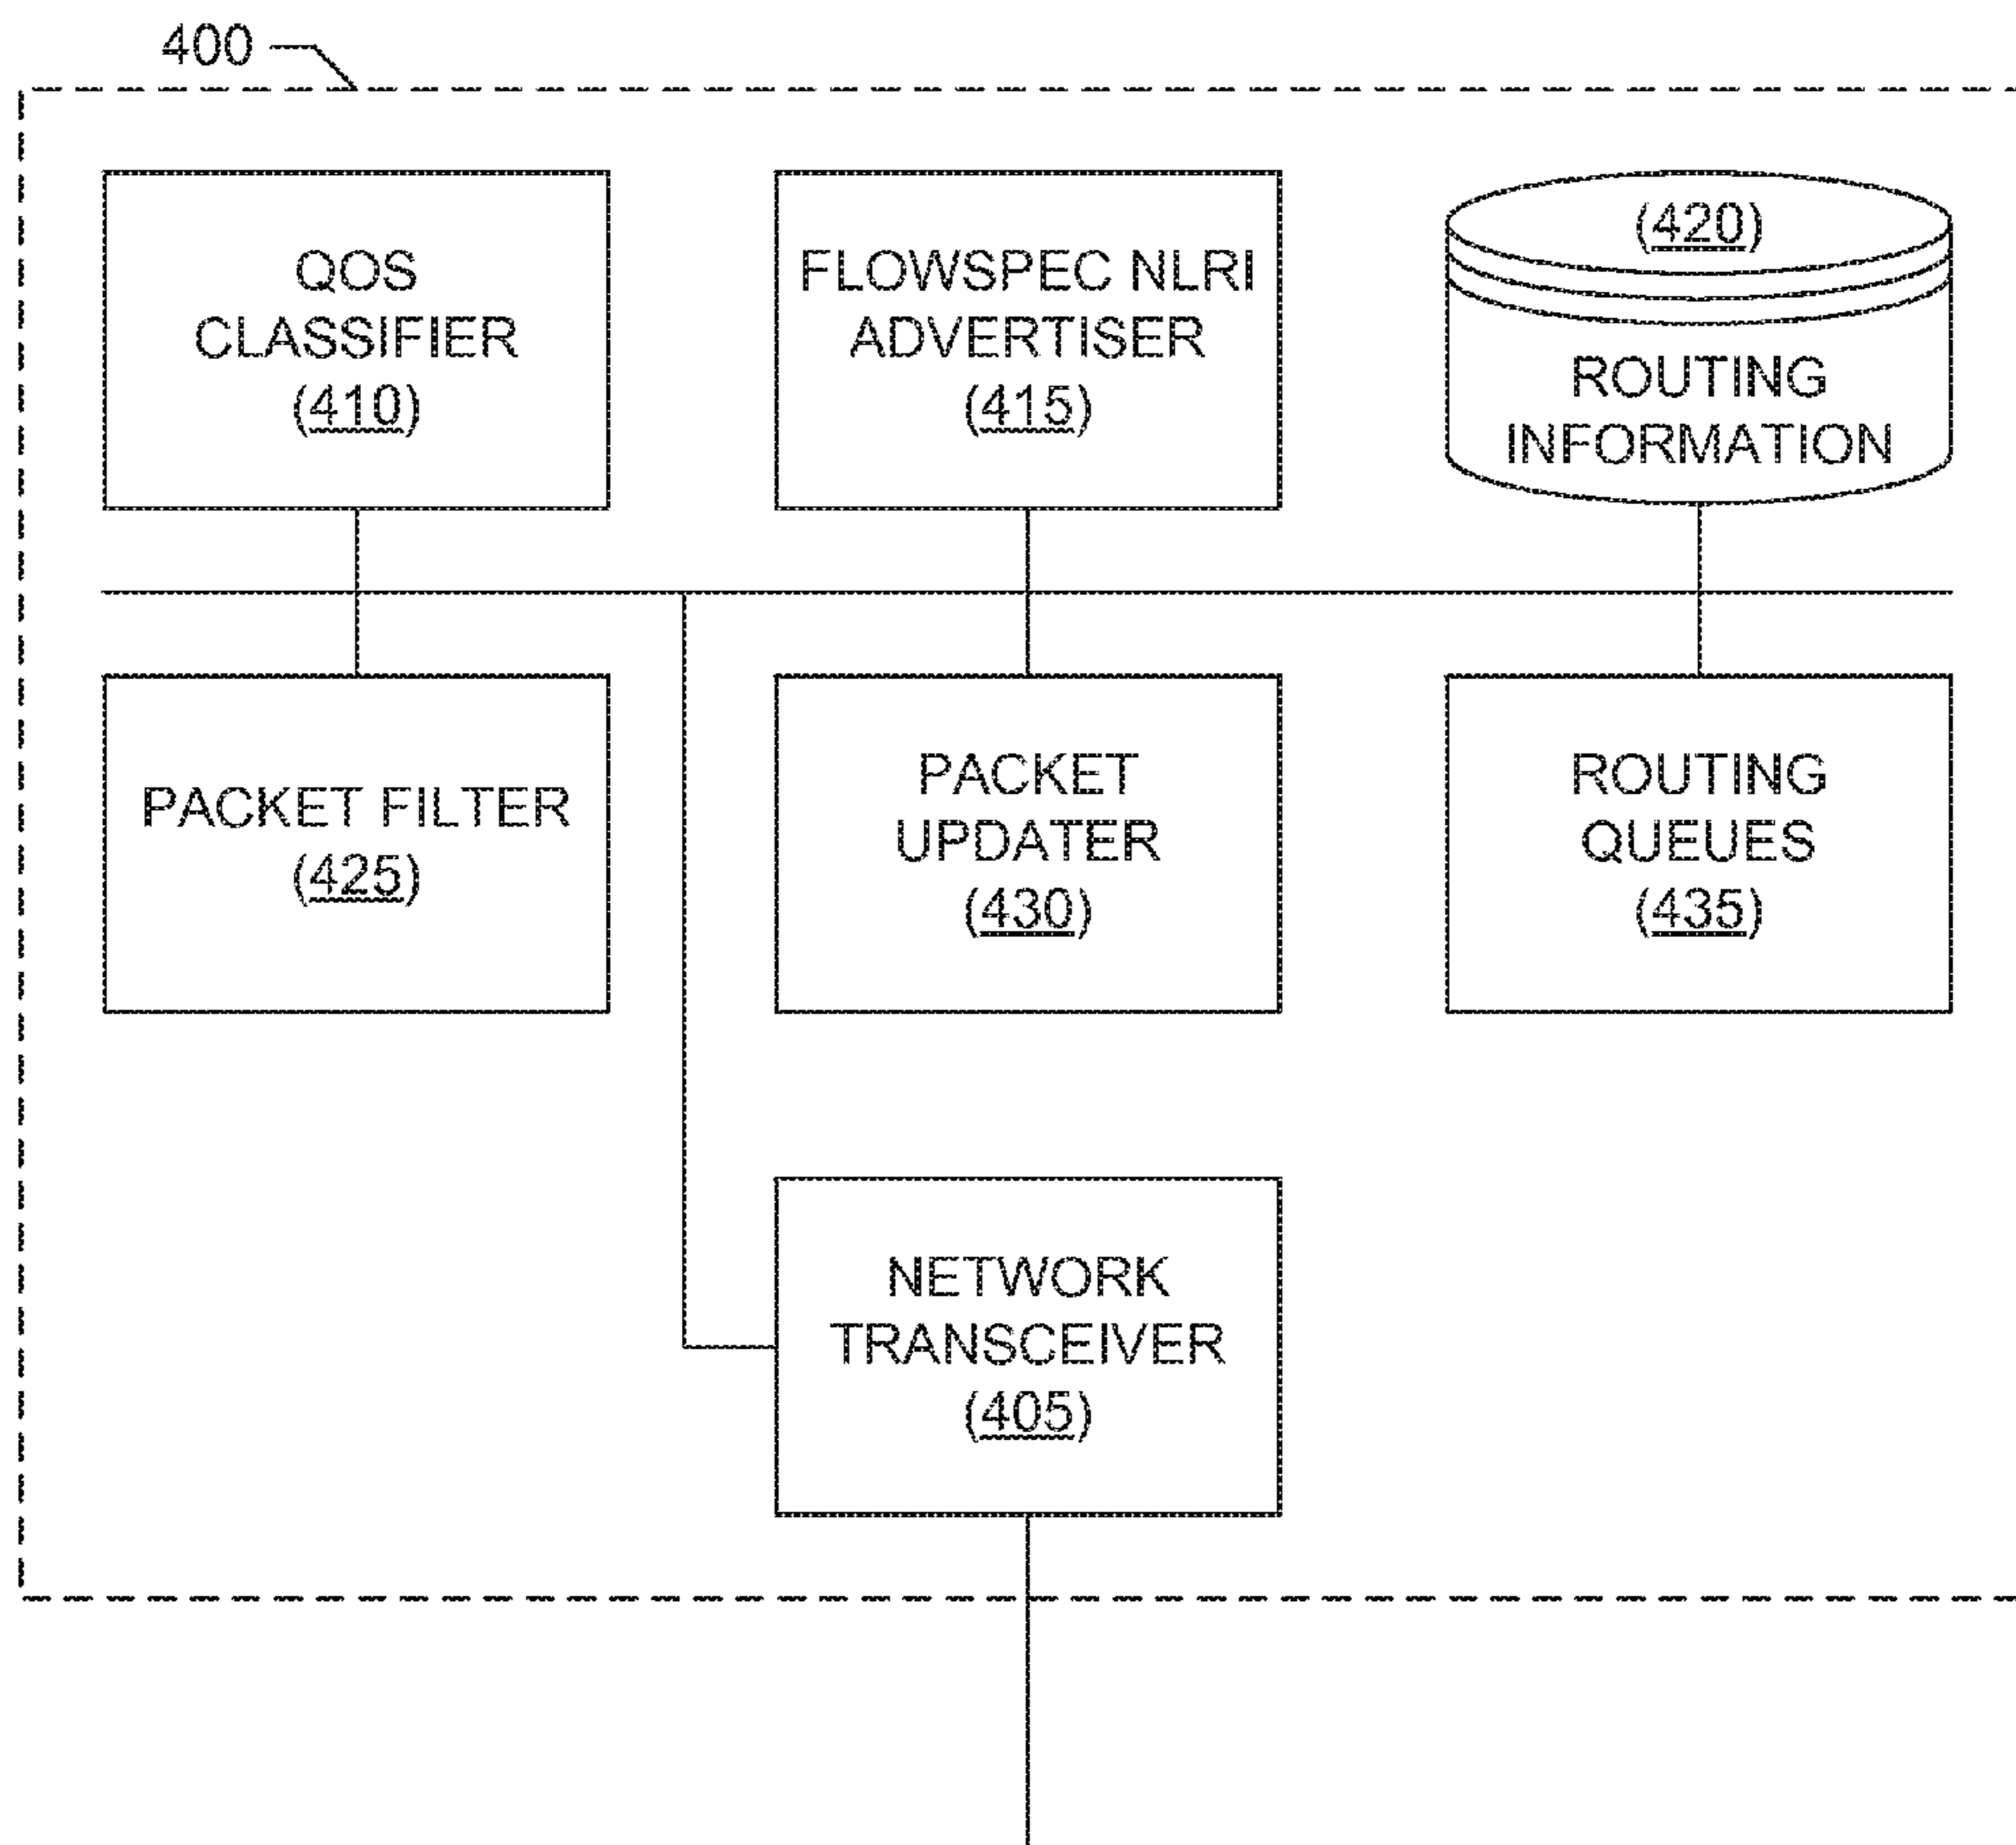 400
QOS
CLASSIFIER
(410)
FLOWSPEC NLRI
ADVERTISER
(415)
(420)
ROUTING
INFORMATION
PACKET FILTER
(425)
PACKET
UPDATER
(430)
ROUTING
QUEUES
(435)
NETWORK
TRANSCEIVER
(405)